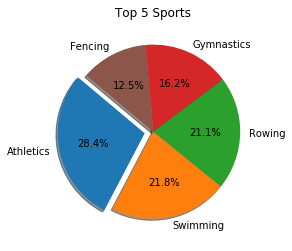 Top 5 Sports
Fencing
Gymnastics
12.5%
16.2%
Athletics
28.4%
21.1%
Rowing
21.8%
Swimming